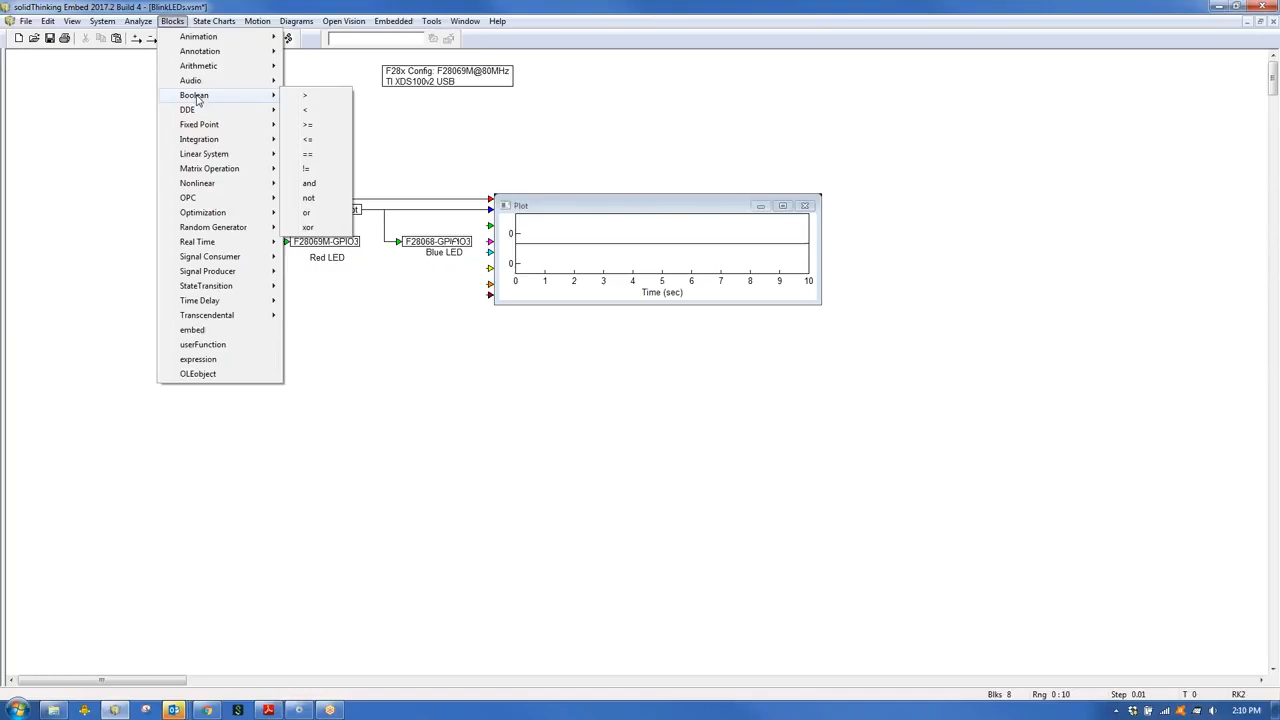 solidThinking Embed 2017.2 Build 4 - [BlinkLEDs.vsm*]
File Edit View System Analyze Blocks State Charts Motion Diagrams Open Vision Embedded Tools Window Help
Animation
Annotation
Arithmetic
Audio
Boolean
DDE
Fixed Point
Integration
Linear System
Matrix Operation
Nonlinear
OPC
Optimization
Random Generator
Real Time
Signal Consumer
Signal Producer
StateTransition
Time Delay
Transcendental
embed
userFunction
expression
OLEobject
>
<
>=
<=
==
!=
and
not
or
xor
F28x Config: F28069M@80MHz
TI XDS100v2 USB
F28069M-GPIO3
Red LED
Blue LED
Plot
0
0
0 1 2 3 4 5 6 7 8 9 10
Time (sec)
Blks 8 Rng 0:10 Step 0.01 T 0 RK2
2:10 PM